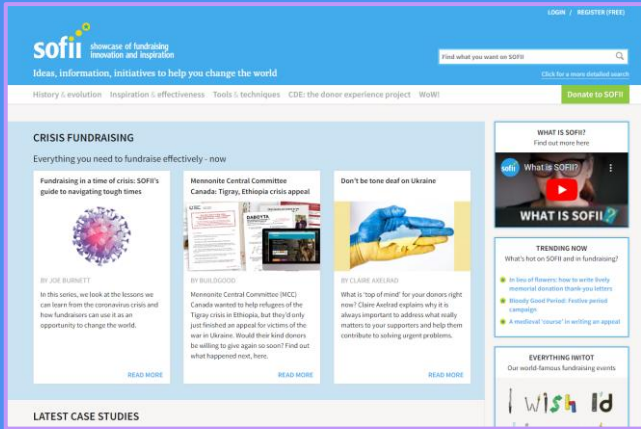 LOGIN / REGISTER (FREE)
sofii showcase of fundraising
innovation and inspiration
Find what you want on SOFII
Ideas, information, initiatives to help you change the world
Click for a more detailed search
History & evolution Inspiration & effectiveness Tools & techniques CDE: the donor experience project WoW!
Donate to SOFII
CRISIS FUNDRAISING
Everything you need to fundraise effectively - now
Fundraising in a time of crisis: SOFII's
guide to navigating tough times
BY JOE BURNETT
In this series, we look at the lessons we
can learn from the coronavirus crisis and
how fundraisers can use it as an
opportunity to change the world.
READ MORE
Mennonite Central Committee
Canada: Tigray, Ethiopia crisis appeal
BY BUILDGOOD
Mennonite Central Committee (MCC)
Canada wanted to help refugees of the
Tigray crisis in Ethiopia, but they'd only
just finished an appeal for victims of the
war in Ukraine. Would their kind donors
be willing to give again so soon? Find out
what happened next, here.
READ MORE
Don't be tone deaf on Ukraine
BY CLAIRE AXELRAD
What is 'top of mind' for your donors right
now? Claire Axelrad explains why it is
always important to address what really
matters to your supporters and help them
contribute to solving urgent problems.
READ MORE
LATEST CASE STUDIES
WHAT IS SOFII?
Find out more here
sofii What is SOFII?
WHAT IS SOFII?
TRENDING NOW
What's hot on SOFII and in fundraising?
In lieu of flowers: how to write lively
memorial donation thank you letters
Bloody Good Period: Festive period
campaign
A medieval 'course' in writing an appeal
EVERYTHING IWITOT
Our world-famous fundraising events
I wish I'd